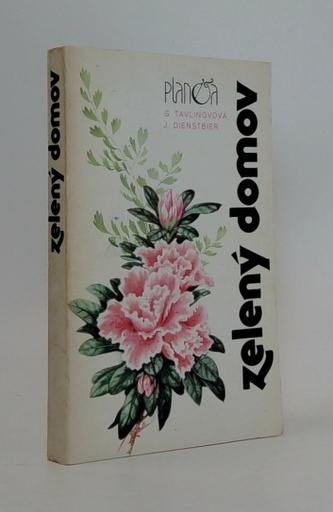 Planeta
G. TAVLINOVOVÁ
J. DIENSTBIER
zelený domov
zelený domov